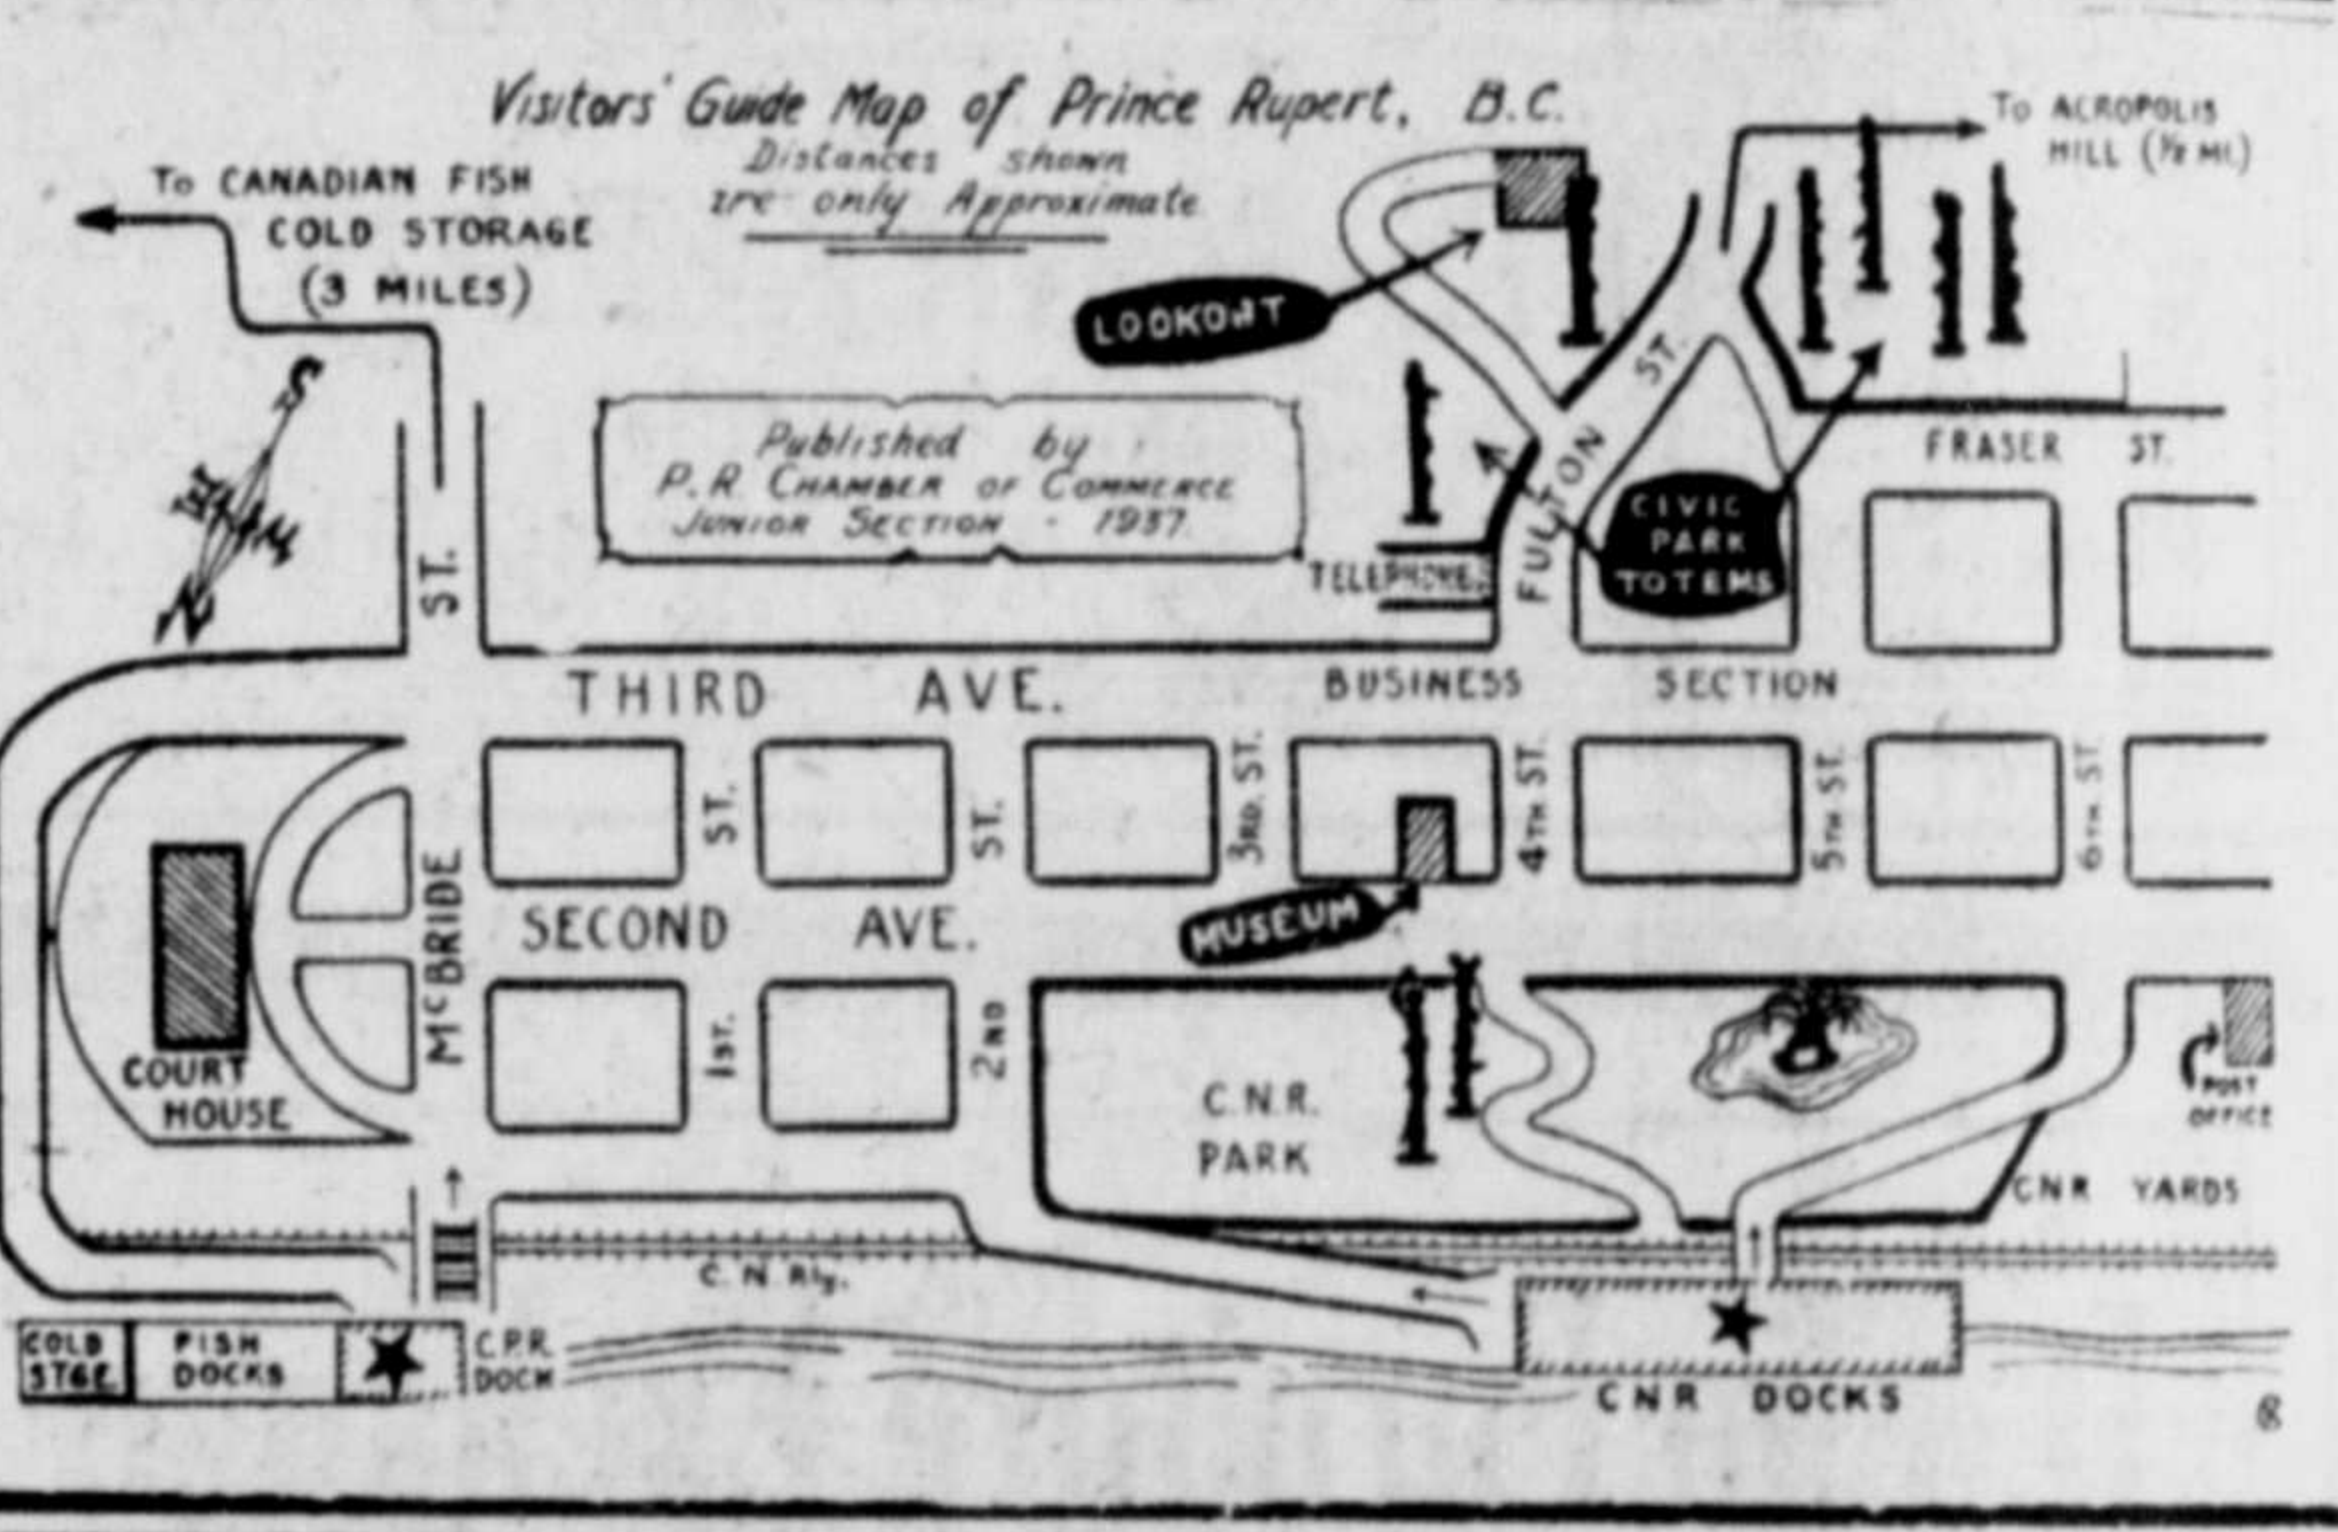 Visitors' Guide Map of Prince Rupert, B.C.
Distances shown
are only Approximate
To ACROPOLIS
HILL (½ MI.)
To CANADIAN FISH
COLD STORAGE
(3 MILES)
LOOKOUT
S
E
W
N
Published by
P.R. CHAMBER OF COMMERCE
JUNIOR SECTION - 1937.
TELEPHONES
FULTON ST.
CIVIC
PARK
TOTEMS
FRASER ST.
THIRD AVE.
BUSINESS SECTION
McBRIDE ST.
1ST. ST.
2ND ST.
3RD. ST.
4TH ST.
5TH ST.
6TH ST.
MUSEUM
SECOND AVE.
COURT
HOUSE
C.N.R.
PARK
POST
OFFICE
CNR YARDS
C. N. Rly.
COLD
STGE.
FISH
DOCKS
C.P.R.
DOCK
CNR DOCKS
8